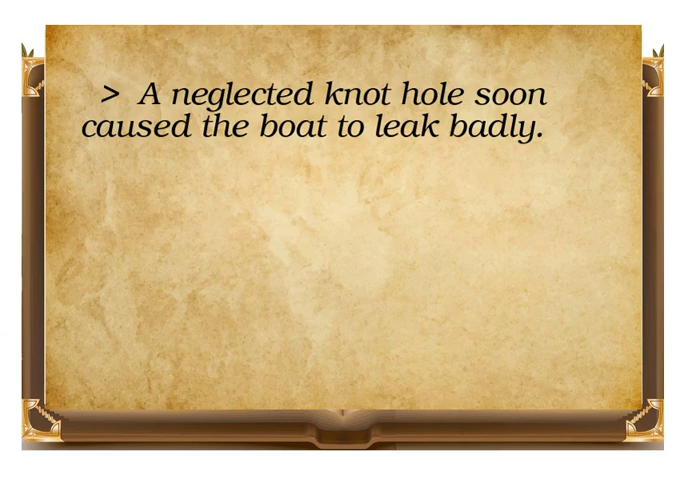 > A neglected knot hole soon
caused the boat to leak badly.